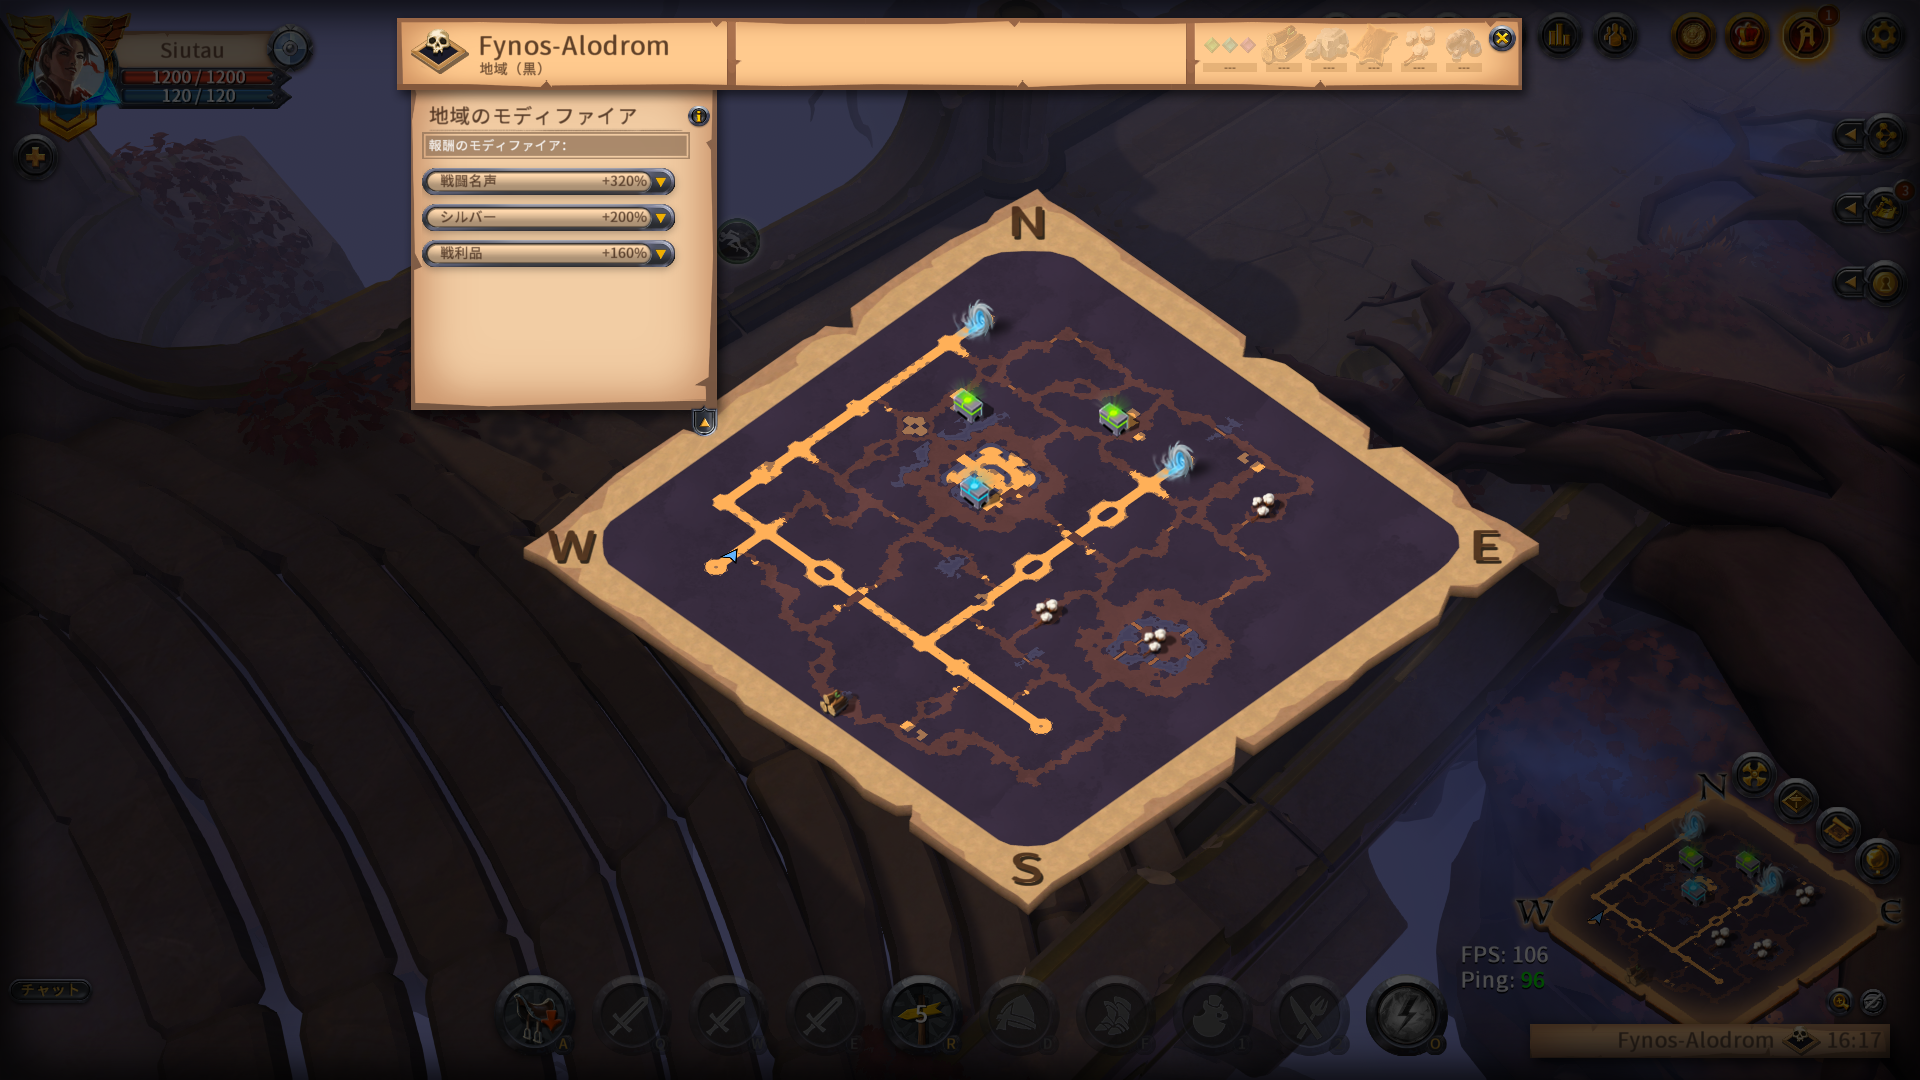 Siutau
1200 / 1200
120 / 120
Fynos-Alodrom
地域（黒）
---
---
---
---
---
---
1
3
地域のモディファイア
報酬のモディファイア:
戦闘名声 +320%
シルバー +200%
戦利品 +160%
N
W
E
S
N
W
E
FPS: 106
Ping: 96
チャット
A
Q
W
E
5
R
D
F
1
O
Fynos-Alodrom 16:17